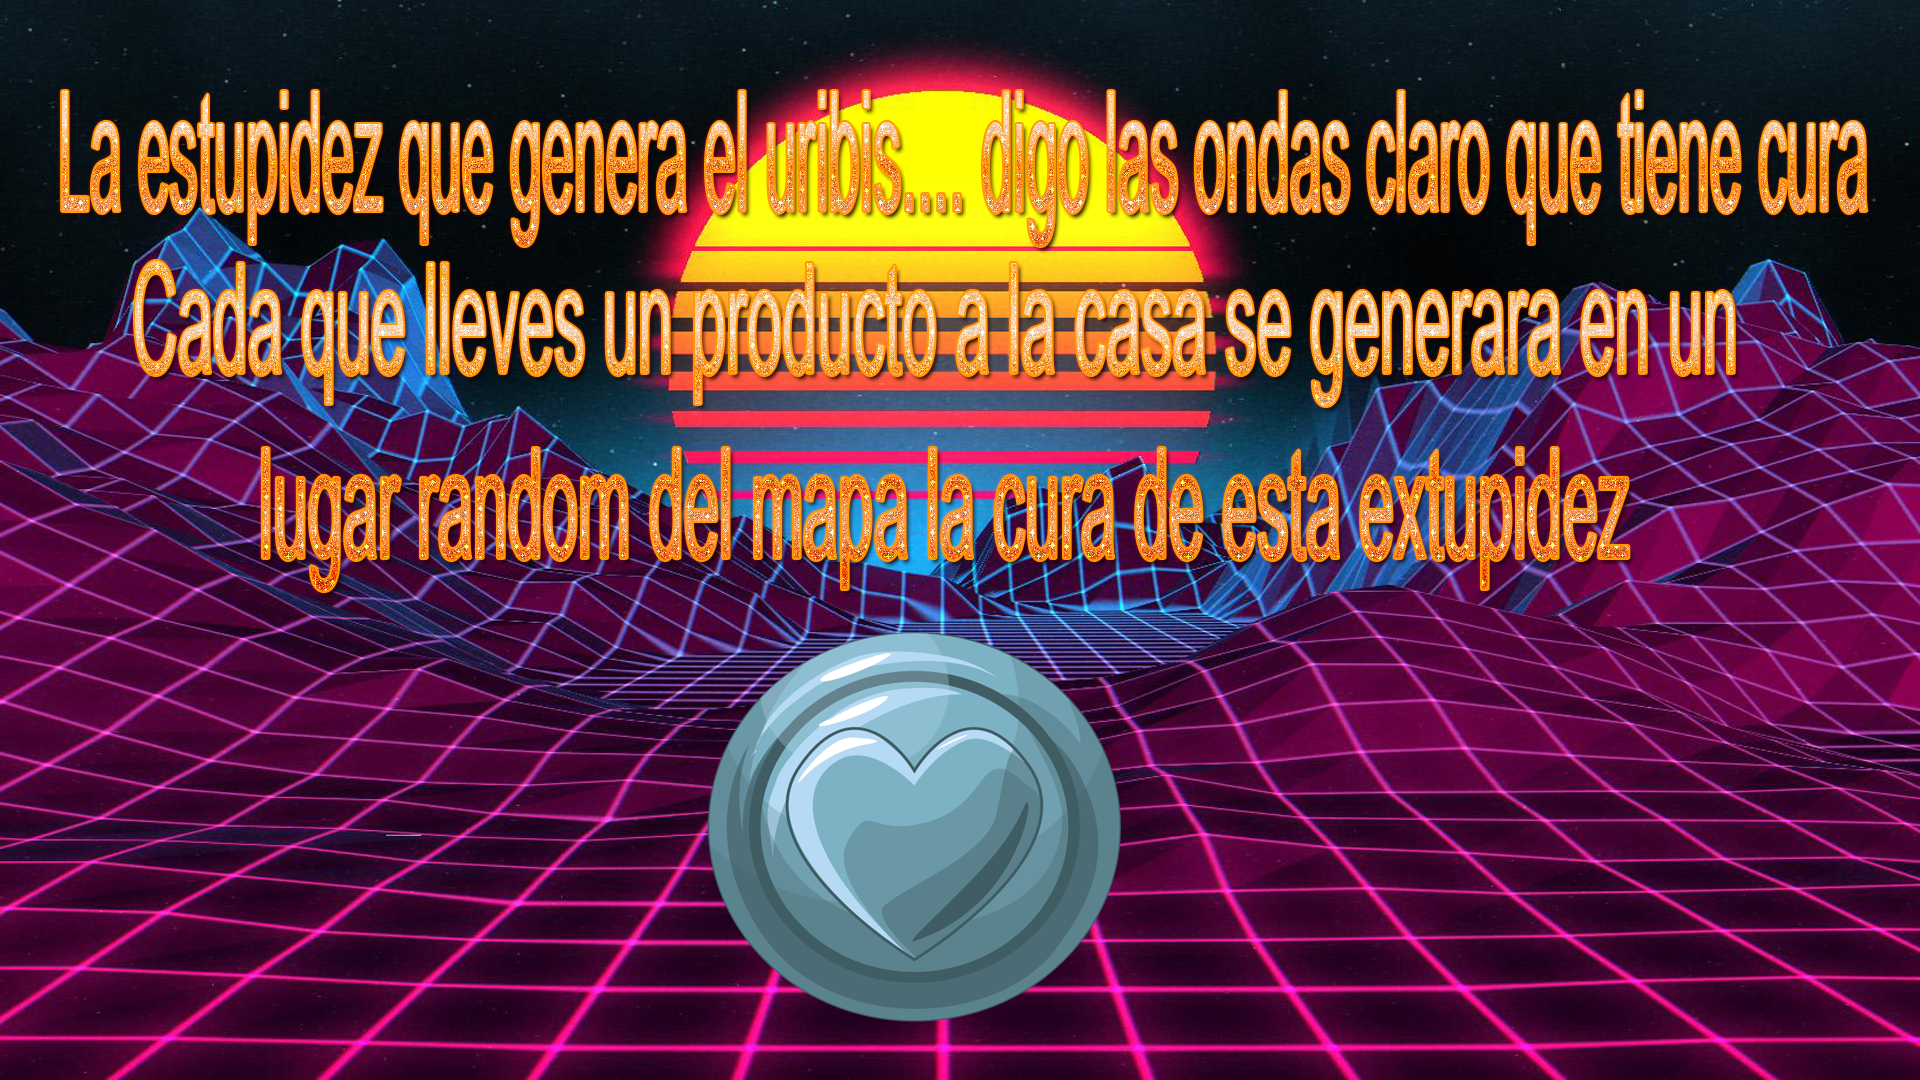 La estupidez que genera el uribis.... digo las ondas claro que tiene cura
Cada que lleves un producto a la casa se generara en un
lugar random del mapa la cura de esta extupidez